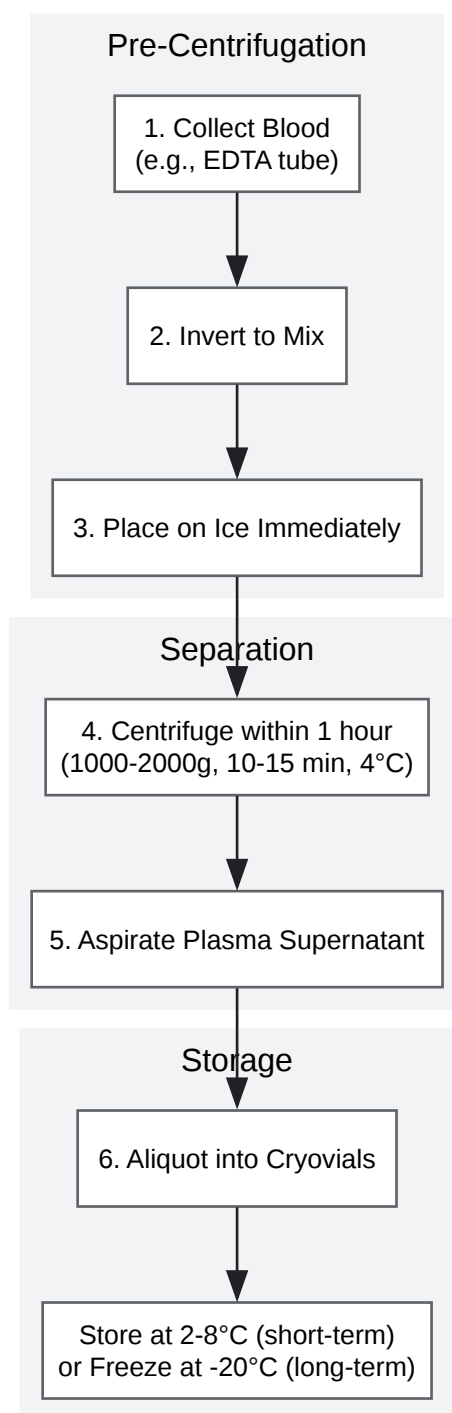 Pre-Centrifugation
1. Collect Blood
(e.g., EDTA tube)
2. Invert to Mix
3. Place on Ice Immediately
Separation
4. Centrifuge within 1 hour
(1000-2000g, 10-15 min, 4°C)
5. Aspirate Plasma Supernatant
Storage
6. Aliquot into Cryovials
Store at 2-8°C (short-term)
or Freeze at -20°C (long-term)